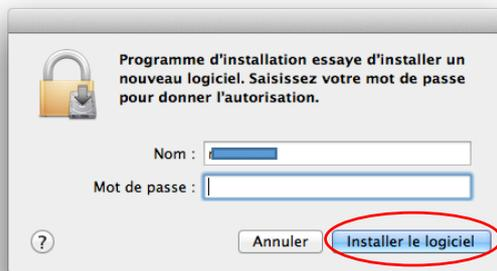 Programme d'installation essaye d'installer un
nouveau logiciel. Saisissez votre mot de passe
pour donner l'autorisation.
Nom :
Mot de passe :
?
Annuler
Installer le logiciel